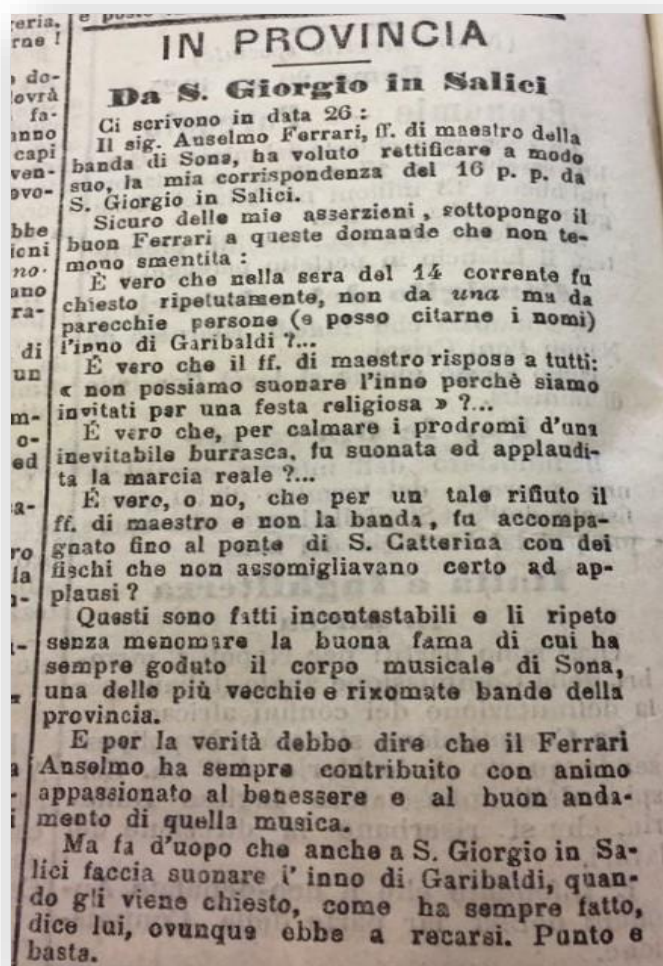 IN PROVINCIA
Da S. Giorgio in Salici
Ci scrivono in data 26 :
Il sig. Anselmo Ferrari, ff. di maestro della
banda di Sona, ha voluto rettificare a modo
suo, la mia corrispondenza del 16 p. p. da
S. Giorgio in Salici.
Sicuro delle mie asserzioni, sottopongo il
buon Ferrari a queste domande che non te-
mono smentita :
È vero che nella sera del 14 corrente fu
chiesto ripetutamente, non da una ma da
parecchie persone (e posso citarne i nomi)
l'inno di Garibaldi ?...
É vero che il ff. di maestro rispose a tutti:
« non possiamo suonare l'inno perchè siamo
invitati per una festa religiosa » ?...
É vero che, per calmare i prodromi d'una
inevitabile burrasca, fu suonata ed applaudi-
ta la marcia reale ?...
É vero, o no, che per un tale rifiuto il
ff. di maestro e non la banda, fu accompa-
gnato fino al ponte di S. Catterina con dei
fischi che non assomigliavano certo ad ap-
plausi ?
Questi sono fatti incontestabili e li ripeto
senza menomare la buona fama di cui ha
sempre goduto il corpo musicale di Sona,
una delle più vecchie e rixomate bande della
provincia.
E per la verità debbo dire che il Ferrari
Anselmo ha sempre contribuito con animo
appassionato al benessere e al buon anda-
mento di quella musica.
Ma fa d'uopo che anche a S. Giorgio in Sa-
lici faccia suonare l' inno di Garibaldi, quan-
do gli viene chiesto, come ha sempre fatto,
dice lui, ovunque ebbe a recarsi. Punto e
basta.